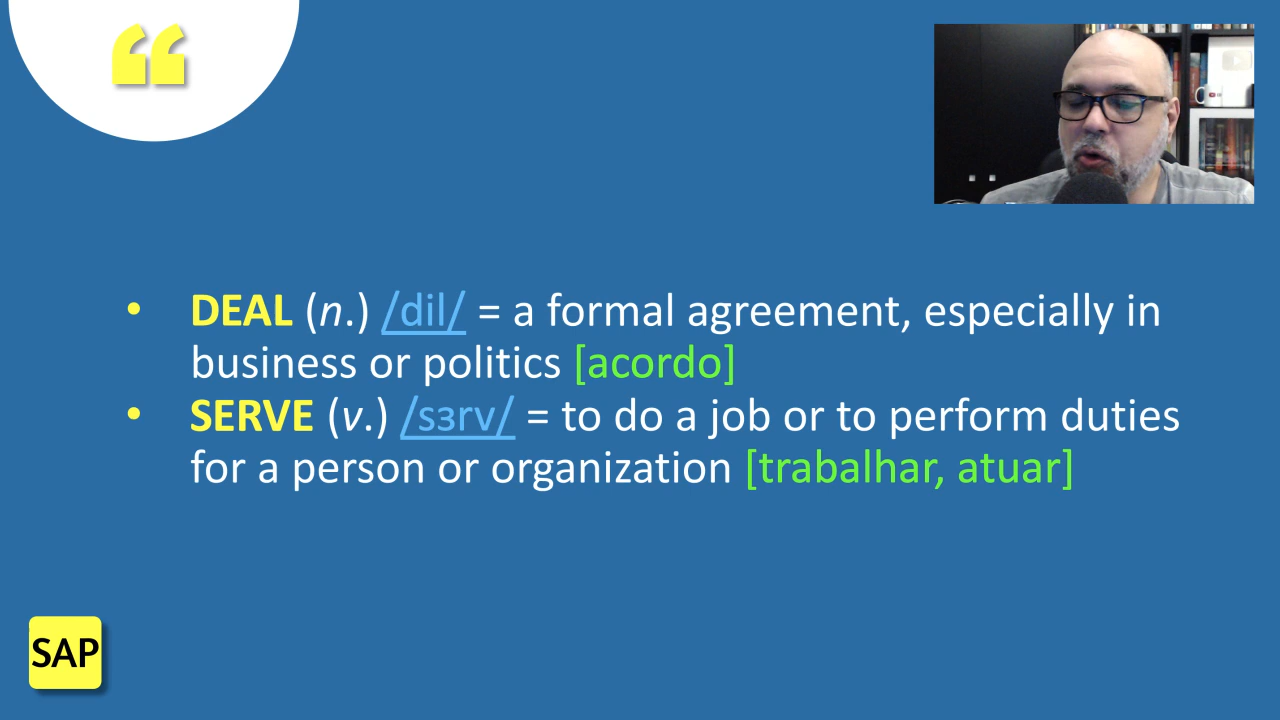 “
• DEAL (n.) /dil/ = a formal agreement, especially in
business or politics [acordo]
• SERVE (v.) /sɜrv/ = to do a job or to perform duties
for a person or organization [trabalhar, atuar]
SAP